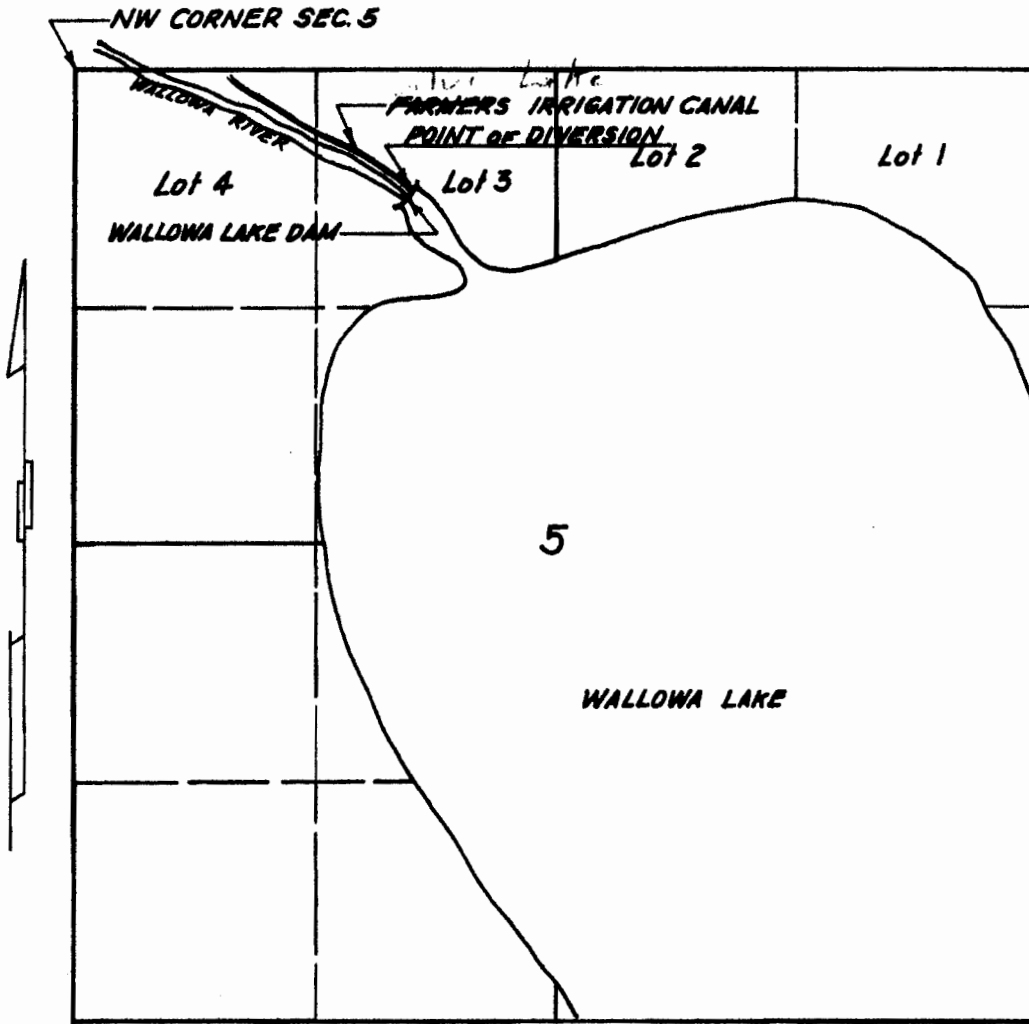 NW CORNER SEC. 5
Lake
WALLOWA RIVER
FARMERS IRRIGATION CANAL
POINT OF DIVERSION
Lot 4
Lot 3
Lot 2
Lot 1
WALLOWA LAKE DAM
5
WALLOWA LAKE